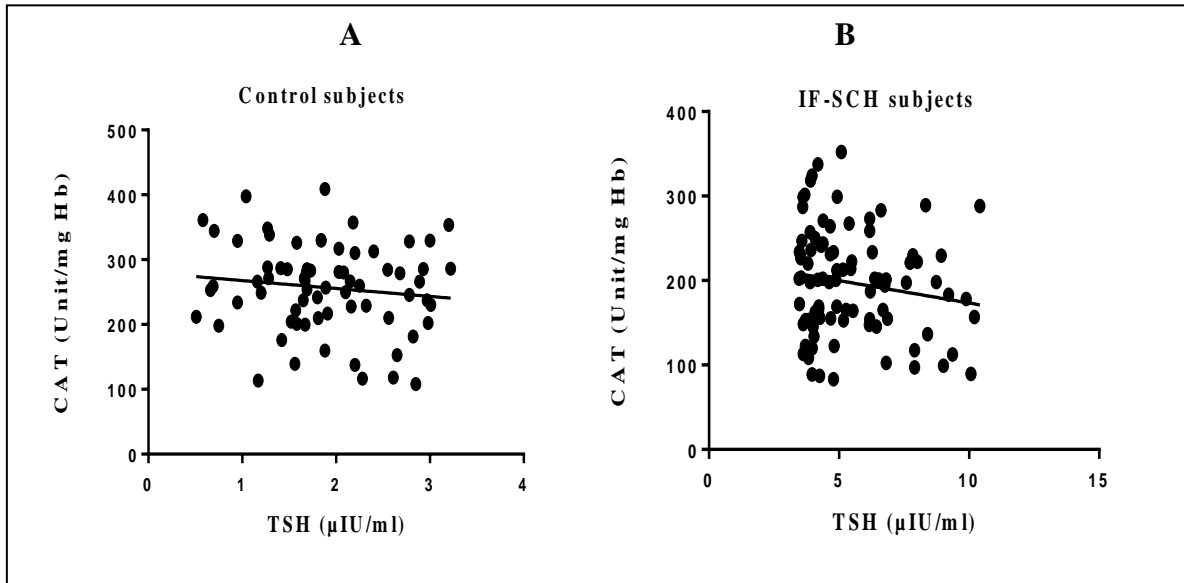 A
Control subjects
CAT (Unit/mg Hb)
500
400
300
200
100
0
0 1 2 3 4
TSH (µIU/ml)
B
IF-SCH subjects
CAT (Unit/mg Hb)
400
300
200
100
0
0 5 10 15
TSH (µIU/ml)